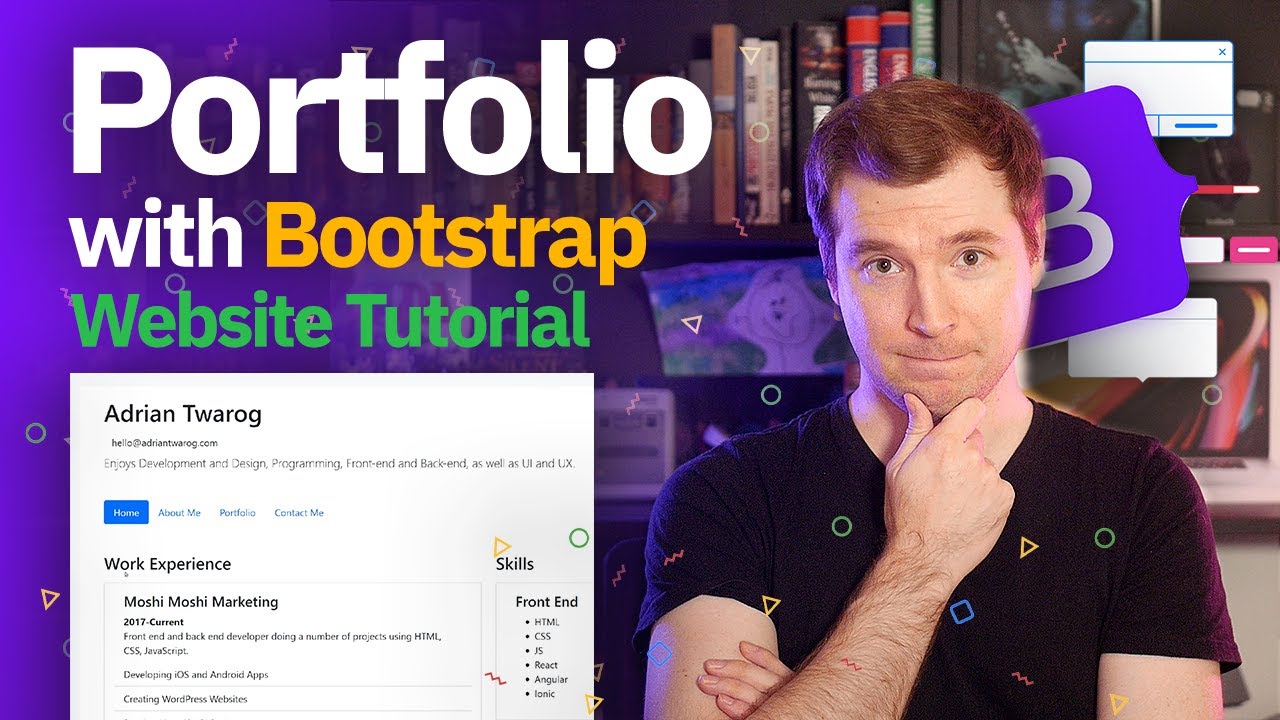 Portfolio
with Bootstrap
Website Tutorial
Adrian Twarog
hello@adriantwarog.com
Enjoys Development and Design, Programming, Front-end and Back-end, as well as UI and UX.
Home About Me Portfolio Contact Me
Work Experience
Moshi Moshi Marketing
2017-Current
Front end and back end developer doing a number of projects using HTML,
CSS, JavaScript.
Developing iOS and Android Apps
Creating WordPress Websites
Skills
Front End
• HTML
• CSS
• JS
• React
• Angular
• Ionic
B
ENGLISH
ENGLISH
JAMIE